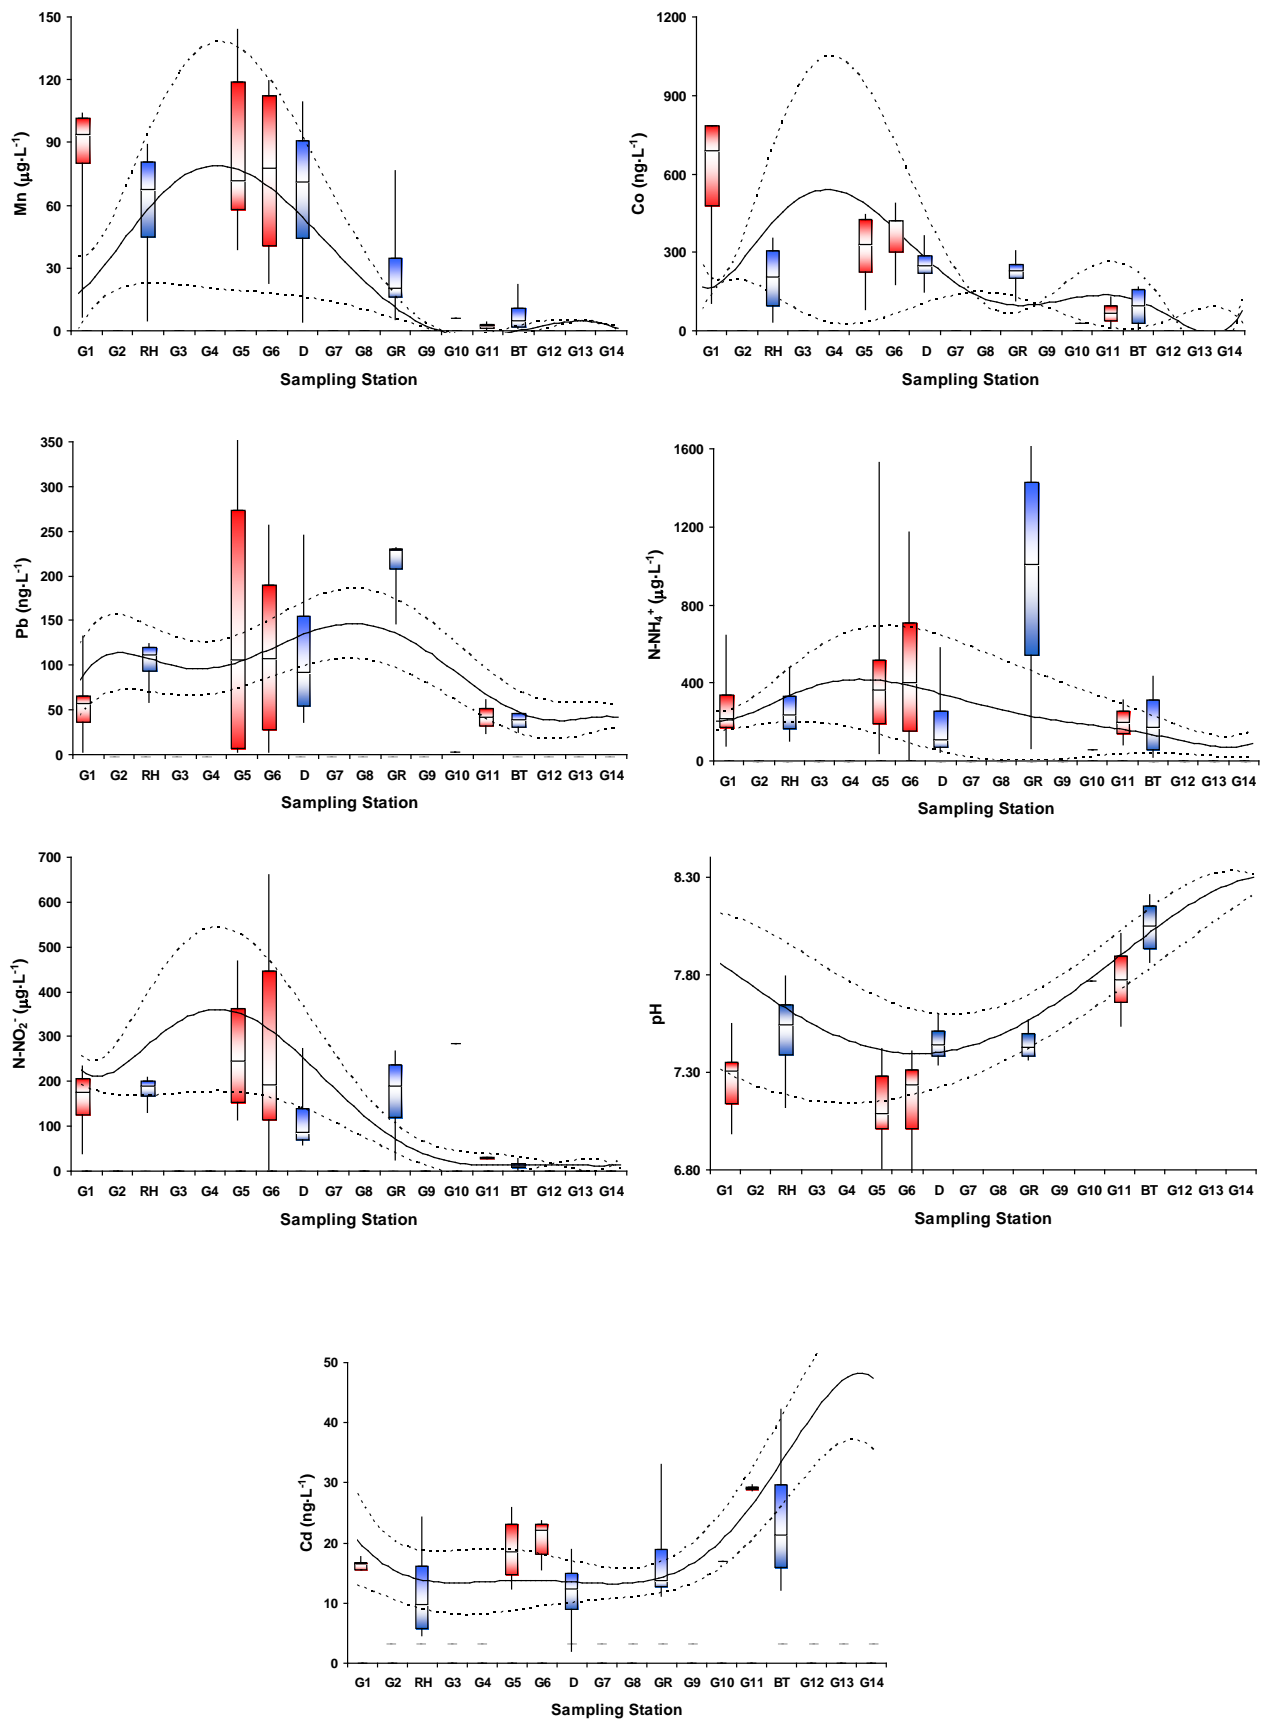 150
120
90
60
30
0
Mn (µg·L⁻¹)
G1 G2 RH G3 G4 G5 G6 D G7 G8 GR G9 G10 G11 BT G12 G13 G14
Sampling Station
1200
900
600
300
0
Co (ng·L⁻¹)
G1 G2 RH G3 G4 G5 G6 D G7 G8 GR G9 G10 G11 BT G12 G13 G14
Sampling Station
350
300
250
200
150
100
50
0
Pb (ng·L⁻¹)
G1 G2 RH G3 G4 G5 G6 D G7 G8 GR G9 G10 G11 BT G12 G13 G14
Sampling Station
1600
1200
800
400
0
N-NH₄⁺ (µg·L⁻¹)
G1 G2 RH G3 G4 G5 G6 D G7 G8 GR G9 G10 G11 BT G12 G13 G14
Sampling Station
700
600
500
400
300
200
100
0
N-NO₂⁻ (µg·L⁻¹)
G1 G2 RH G3 G4 G5 G6 D G7 G8 GR G9 G10 G11 BT G12 G13 G14
Sampling Station
8.30
7.80
7.30
6.80
pH
G1 G2 RH G3 G4 G5 G6 D G7 G8 GR G9 G10 G11 BT G12 G13 G14
Sampling Station
50
40
30
20
10
0
Cd (ng·L⁻¹)
G1 G2 RH G3 G4 G5 G6 D G7 G8 GR G9 G10 G11 BT G12 G13 G14
Sampling Station